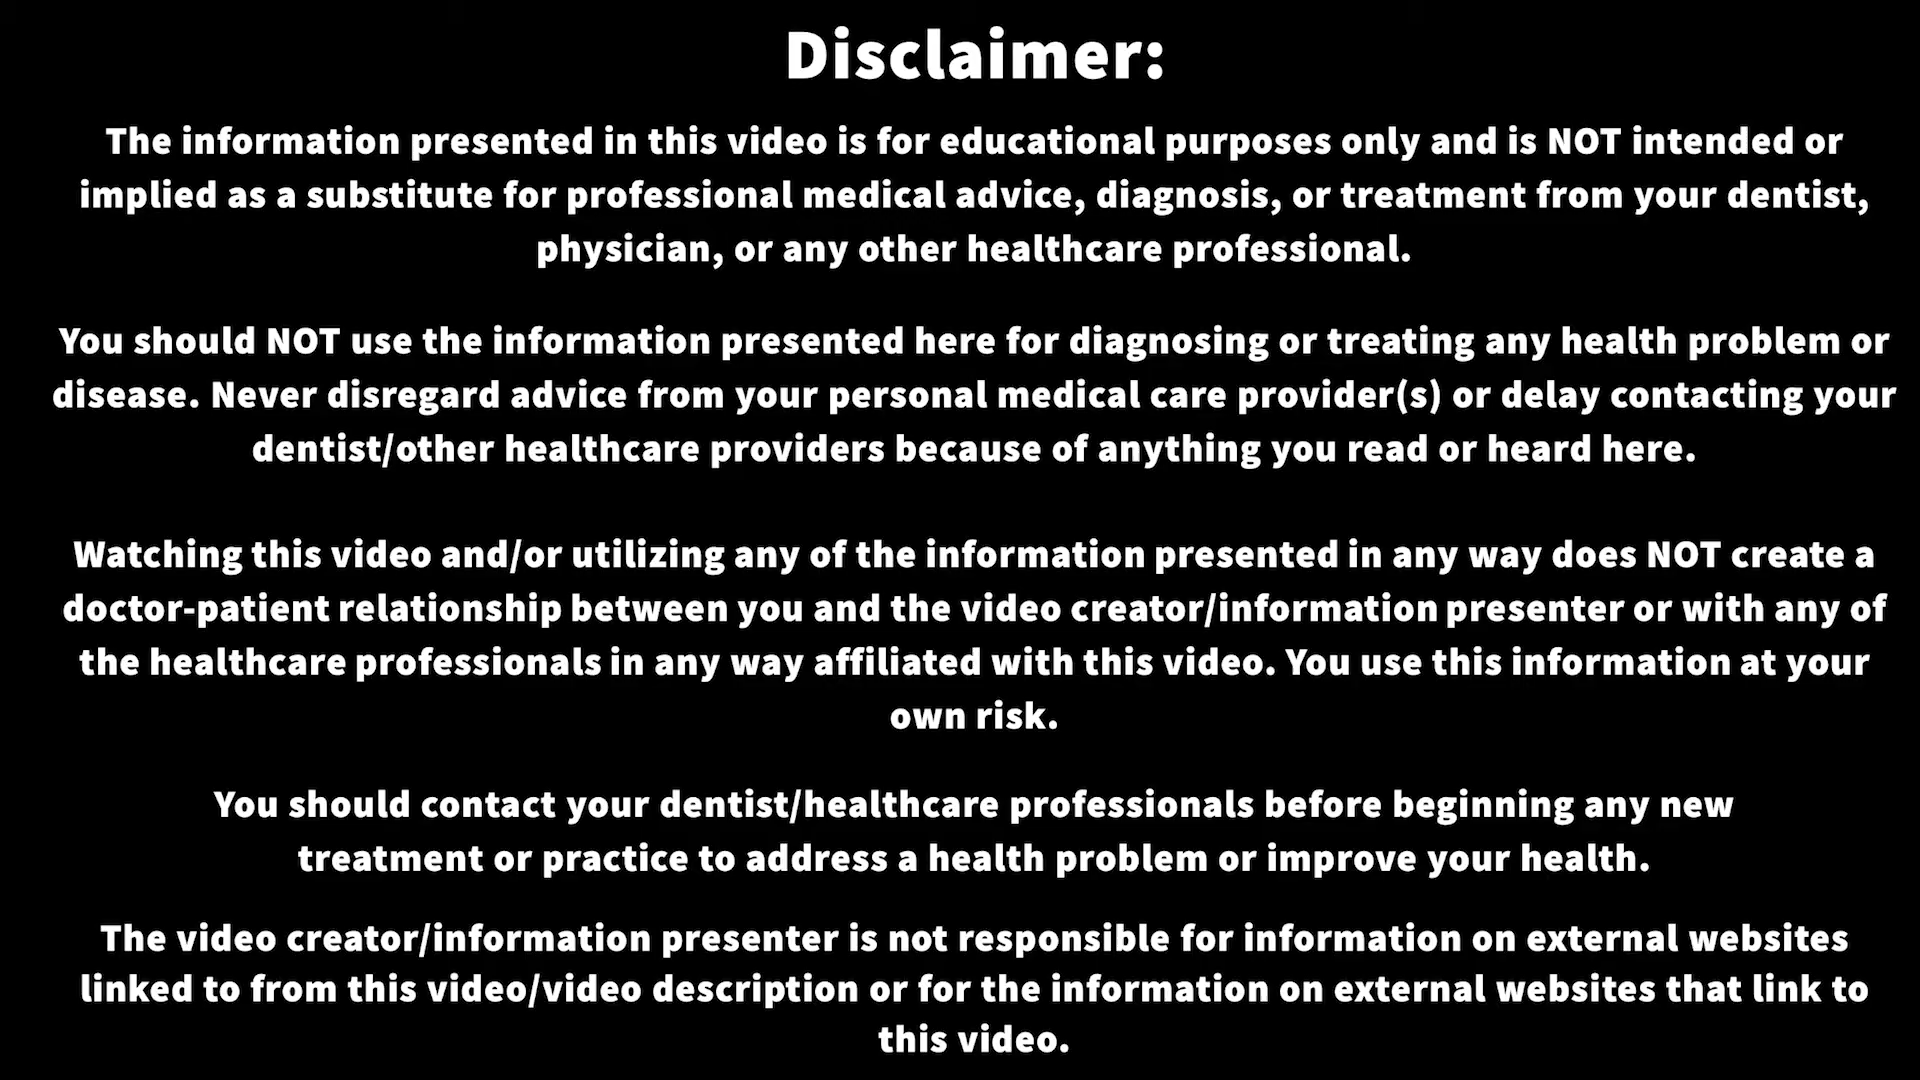 Disclaimer:
The information presented in this video is for educational purposes only and is NOT intended or
implied as a substitute for professional medical advice, diagnosis, or treatment from your dentist,
physician, or any other healthcare professional.
You should NOT use the information presented here for diagnosing or treating any health problem or
disease. Never disregard advice from your personal medical care provider(s) or delay contacting your
dentist/other healthcare providers because of anything you read or heard here.
Watching this video and/or utilizing any of the information presented in any way does NOT create a
doctor-patient relationship between you and the video creator/information presenter or with any of
the healthcare professionals in any way affiliated with this video. You use this information at your
own risk.
You should contact your dentist/healthcare professionals before beginning any new
treatment or practice to address a health problem or improve your health.
The video creator/information presenter is not responsible for information on external websites
linked to from this video/video description or for the information on external websites that link to
this video.